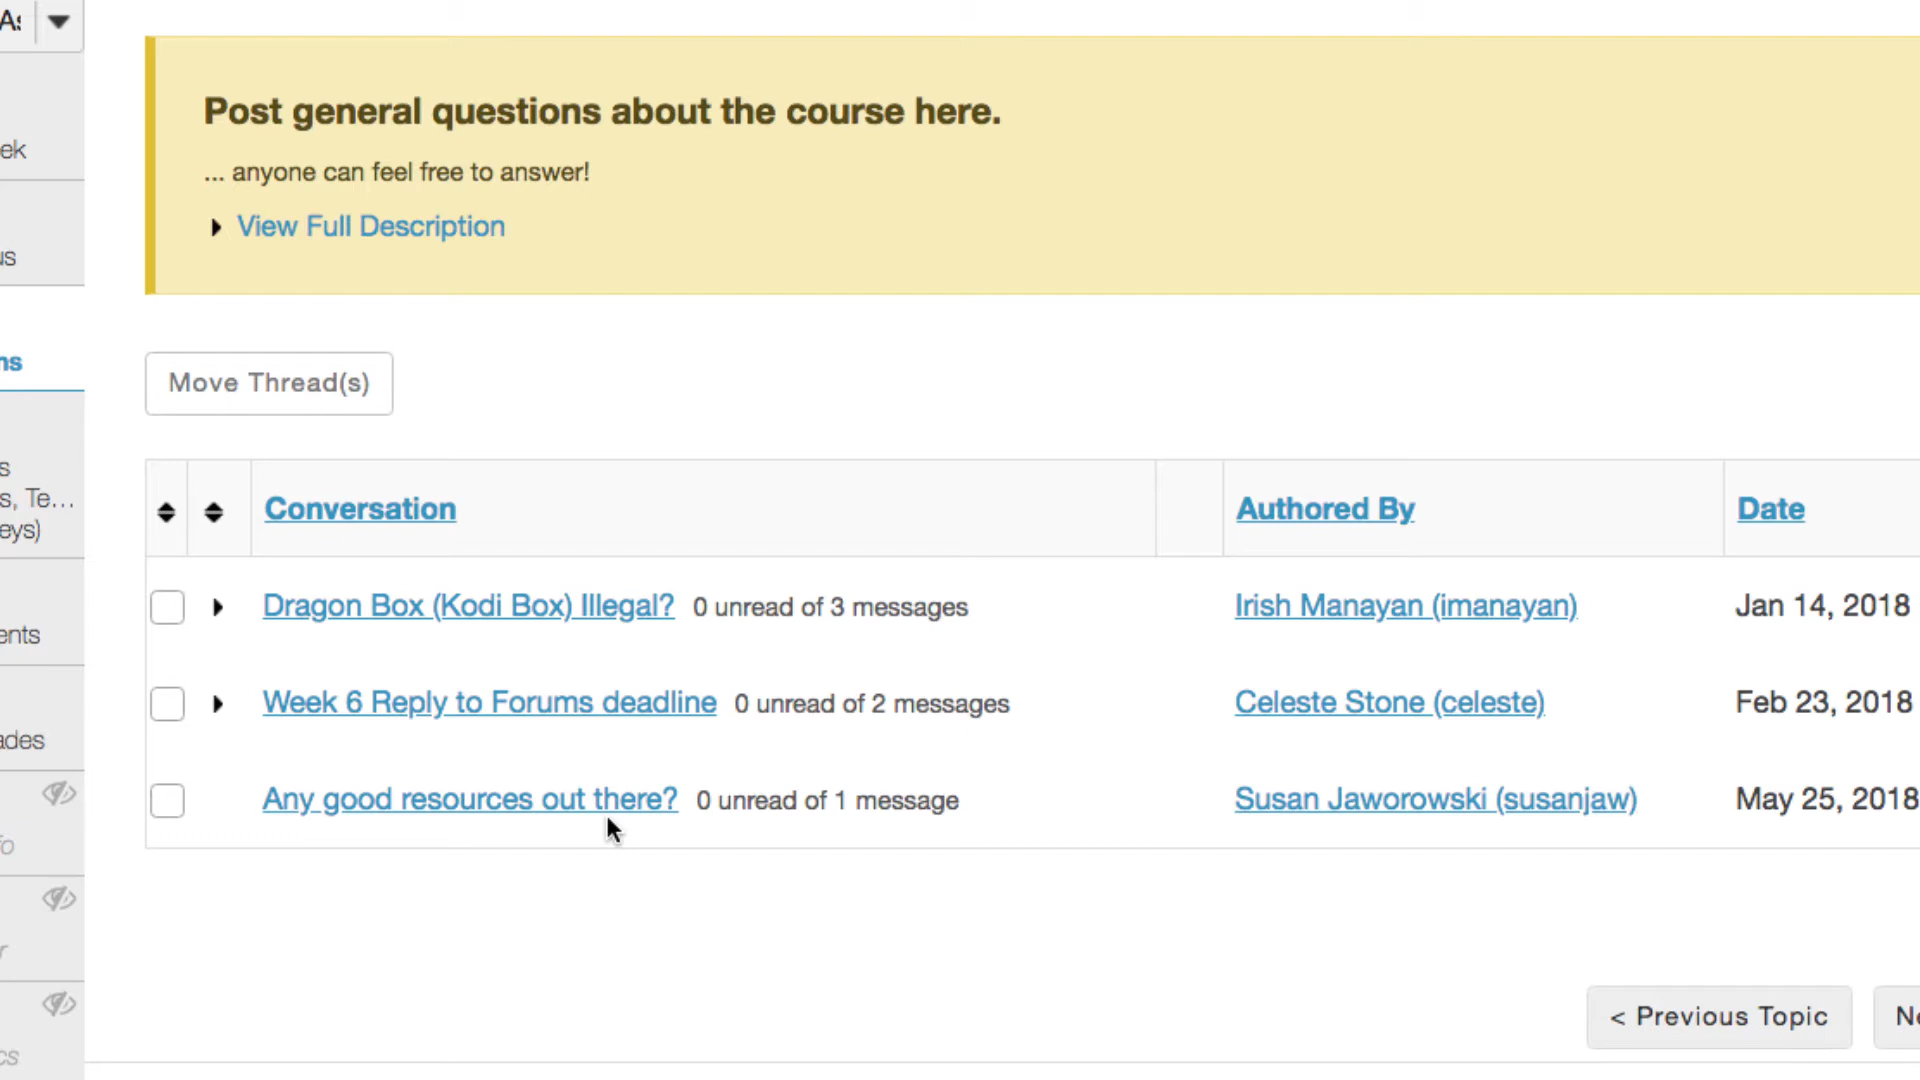 Post general questions about the course here.
... anyone can feel free to answer!
View Full Description
ek
us
ns
Move Thread(s)
s
s, Te...
eys)
Conversation Authored By Date
Dragon Box (Kodi Box) Illegal? 0 unread of 3 messages Irish Manayan (imanayan) Jan 14, 2018
ents
Week 6 Reply to Forums deadline 0 unread of 2 messages Celeste Stone (celeste) Feb 23, 2018
ades
Any good resources out there? 0 unread of 1 message Susan Jaworowski (susanjaw) May 25, 2018
fo
r
cs
< Previous Topic Ne